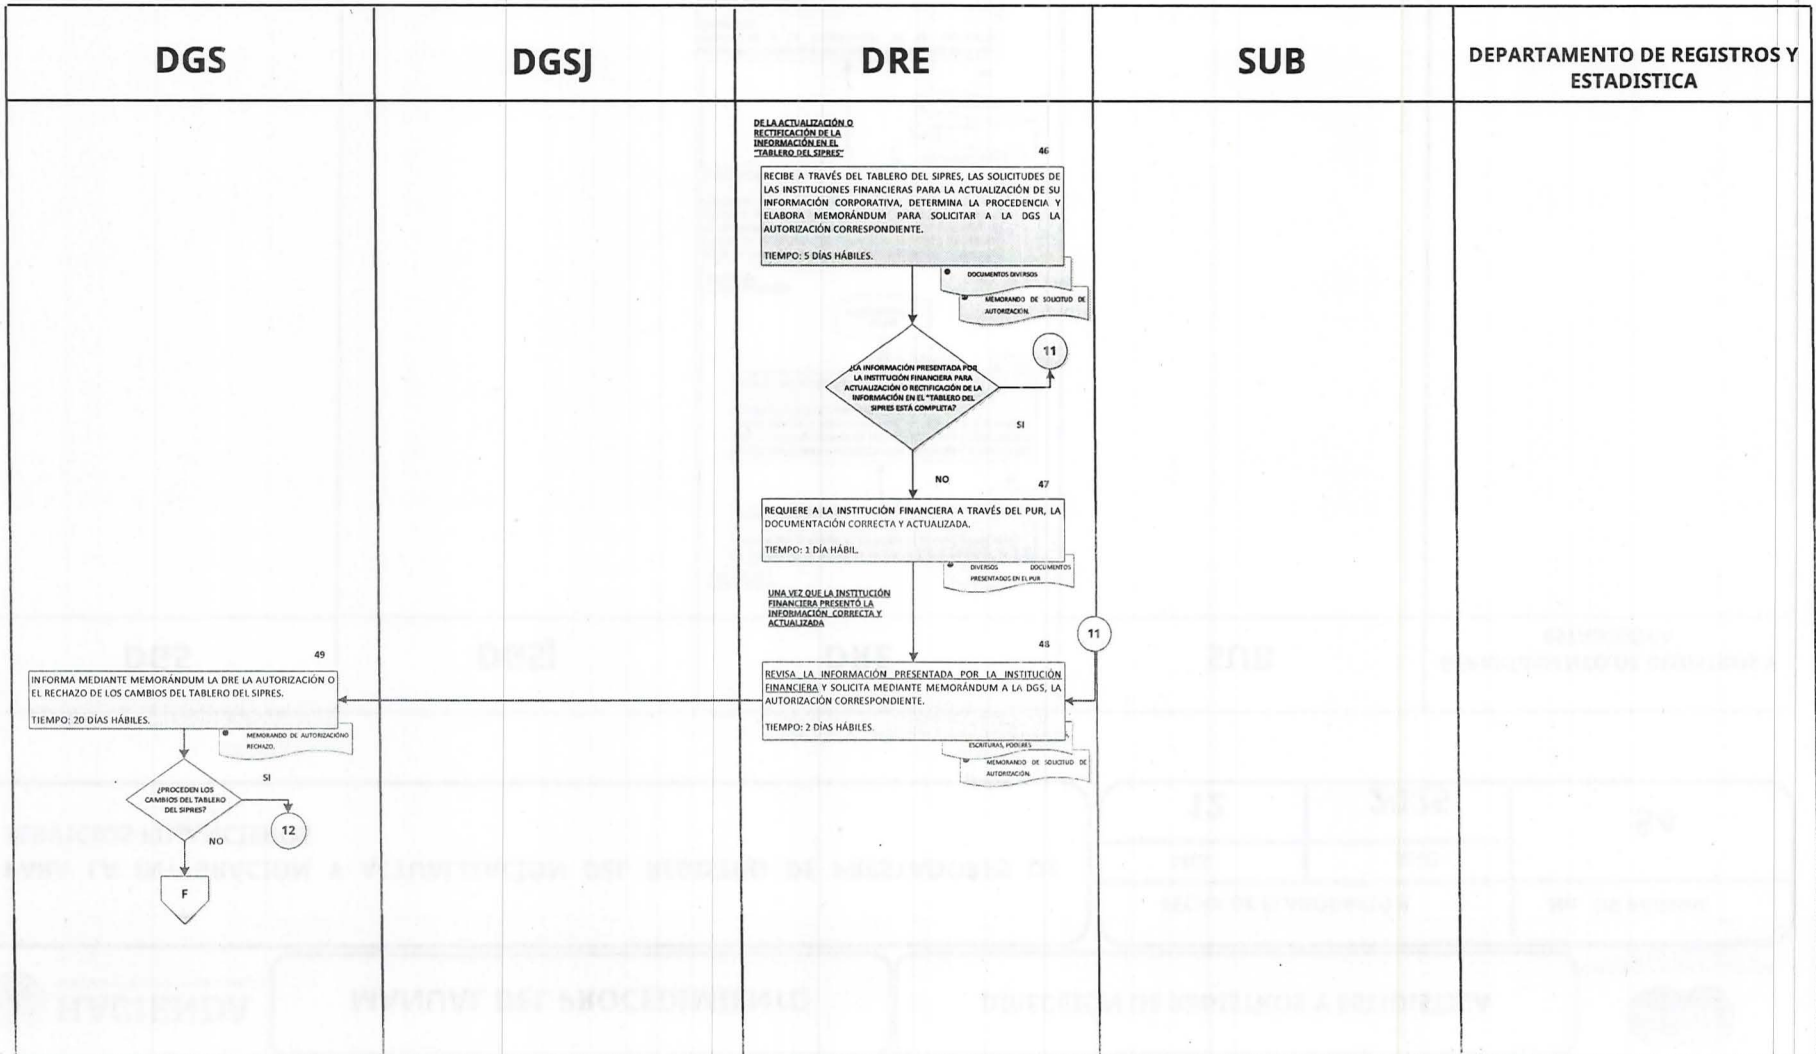 DGS
DGSJ
DRE
SUB
DEPARTAMENTO DE REGISTROS Y
ESTADISTICA
DE LA ACTUALIZACIÓN O
RECTIFICACIÓN DE LA
INFORMACIÓN EN EL
"TABLERO DEL SIPRES"
46
RECIBE A TRAVÉS DEL TABLERO DEL SIPRES, LAS SOLICITUDES DE
LAS INSTITUCIONES FINANCIERAS PARA LA ACTUALIZACIÓN DE SU
INFORMACIÓN CORPORATIVA, DETERMINA LA PROCEDENCIA Y
ELABORA MEMORÁNDUM PARA SOLICITAR A LA DGS LA
AUTORIZACIÓN CORRESPONDIENTE.
TIEMPO: 5 DÍAS HÁBILES.
DOCUMENTOS DIVERSOS
MEMORANDO DE SOLICITUD DE
AUTORIZACIÓN.
11
¿LA INFORMACIÓN PRESENTADA POR
LA INSTITUCIÓN FINANCIERA PARA
ACTUALIZACIÓN O RECTIFICACIÓN DE LA
INFORMACIÓN EN EL "TABLERO DEL
SIPRES ESTÁ COMPLETA?
SI
NO
47
REQUIERE A LA INSTITUCIÓN FINANCIERA A TRAVÉS DEL PUR, LA
DOCUMENTACIÓN CORRECTA Y ACTUALIZADA.
TIEMPO: 1 DÍA HÁBIL.
DIVERSOS DOCUMENTOS
PRESENTADOS EN EL PUR
UNA VEZ QUE LA INSTITUCIÓN
FINANCIERA PRESENTÓ LA
INFORMACIÓN CORRECTA Y
ACTUALIZADA
11
48
REVISA LA INFORMACIÓN PRESENTADA POR LA INSTITUCIÓN
FINANCIERA Y SOLICITA MEDIANTE MEMORÁNDUM A LA DGS, LA
AUTORIZACIÓN CORRESPONDIENTE.
TIEMPO: 2 DÍAS HÁBILES.
ESCRITURAS, PODERES
MEMORANDO DE SOLICITUD DE
AUTORIZACIÓN.
49
INFORMA MEDIANTE MEMORÁNDUM LA DRE LA AUTORIZACIÓN O
EL RECHAZO DE LOS CAMBIOS DEL TABLERO DEL SIPRES.
TIEMPO: 20 DÍAS HÁBILES.
MEMORANDO DE AUTORIZACIÓNO
RECHAZO.
SI
¿PROCEDEN LOS
CAMBIOS DEL TABLERO
DEL SIPRES?
12
NO
F